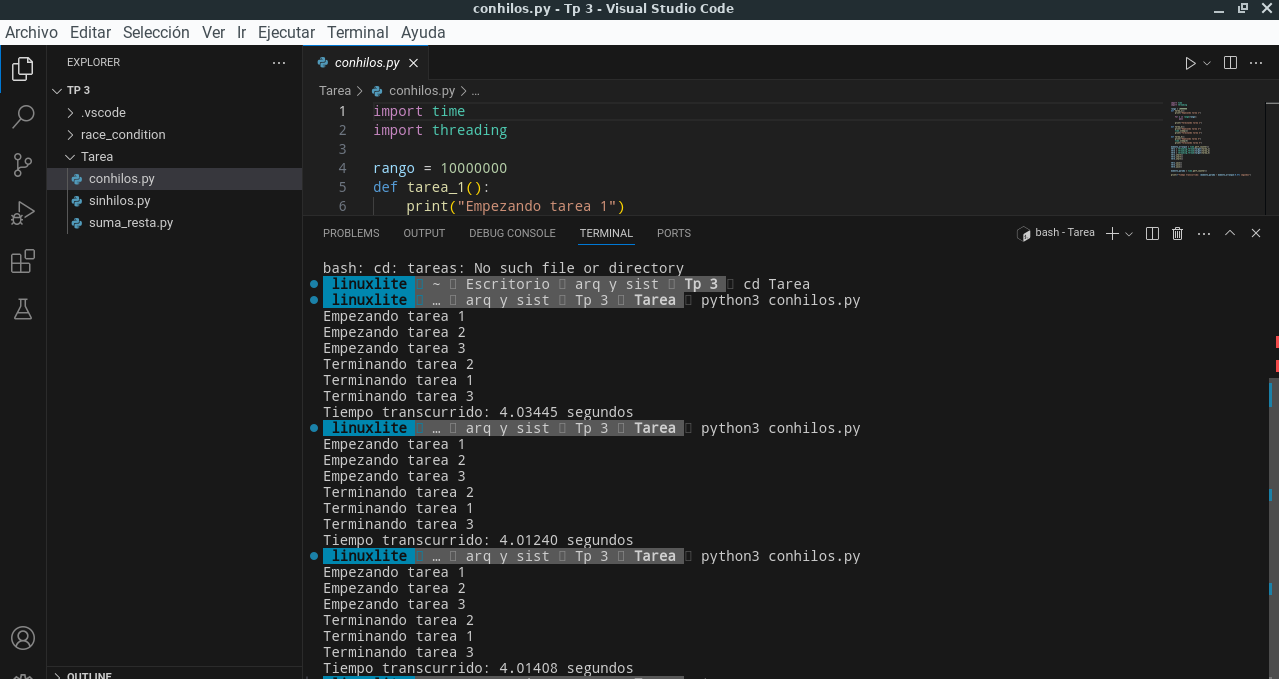 conhilos.py - Tp 3 - Visual Studio Code
Archivo Editar Selección Ver Ir Ejecutar Terminal Ayuda
EXPLORER
TP 3
.vscode
race_condition
Tarea
conhilos.py
sinhilos.py
suma_resta.py
OUTLINE
conhilos.py
Tarea > conhilos.py > ...
1 import time
2 import threading
3
4 rango = 10000000
5 def tarea_1():
6 print("Empezando tarea 1")
PROBLEMS OUTPUT DEBUG CONSOLE TERMINAL PORTS
bash - Tarea
bash: cd: tareas: No such file or directory
linuxlite ~ Escritorio arq y sist Tp 3 cd Tarea
linuxlite … arq y sist Tp 3 Tarea python3 conhilos.py
Empezando tarea 1
Empezando tarea 2
Empezando tarea 3
Terminando tarea 2
Terminando tarea 1
Terminando tarea 3
Tiempo transcurrido: 4.03445 segundos
linuxlite … arq y sist Tp 3 Tarea python3 conhilos.py
Empezando tarea 1
Empezando tarea 2
Empezando tarea 3
Terminando tarea 2
Terminando tarea 1
Terminando tarea 3
Tiempo transcurrido: 4.01240 segundos
linuxlite … arq y sist Tp 3 Tarea python3 conhilos.py
Empezando tarea 1
Empezando tarea 2
Empezando tarea 3
Terminando tarea 2
Terminando tarea 1
Terminando tarea 3
Tiempo transcurrido: 4.01408 segundos